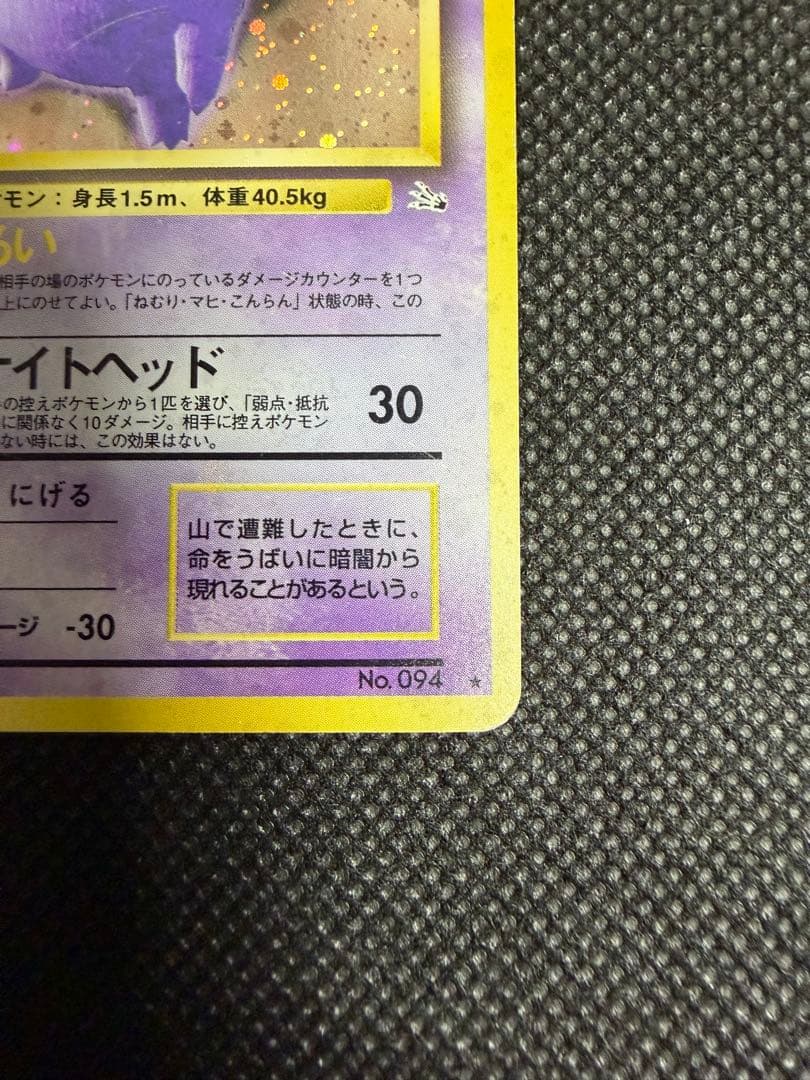 モン：身長1.5m、体重40.5kg
るい
相手の場のポケモンにのっているダメージカウンターを1つ
上にのせてよい。「ねむり・マヒ・こんらん」状態の時、この
イトヘッド
30
の控えポケモンから1匹を選び、「弱点・抵抗
に関係なく10ダメージ。相手に控えポケモン
ない時には、この効果はない。
にげる
山で遭難したときに、
命をうばいに暗闇から
現れることがあるという。
ージ -30
No. 094 ★